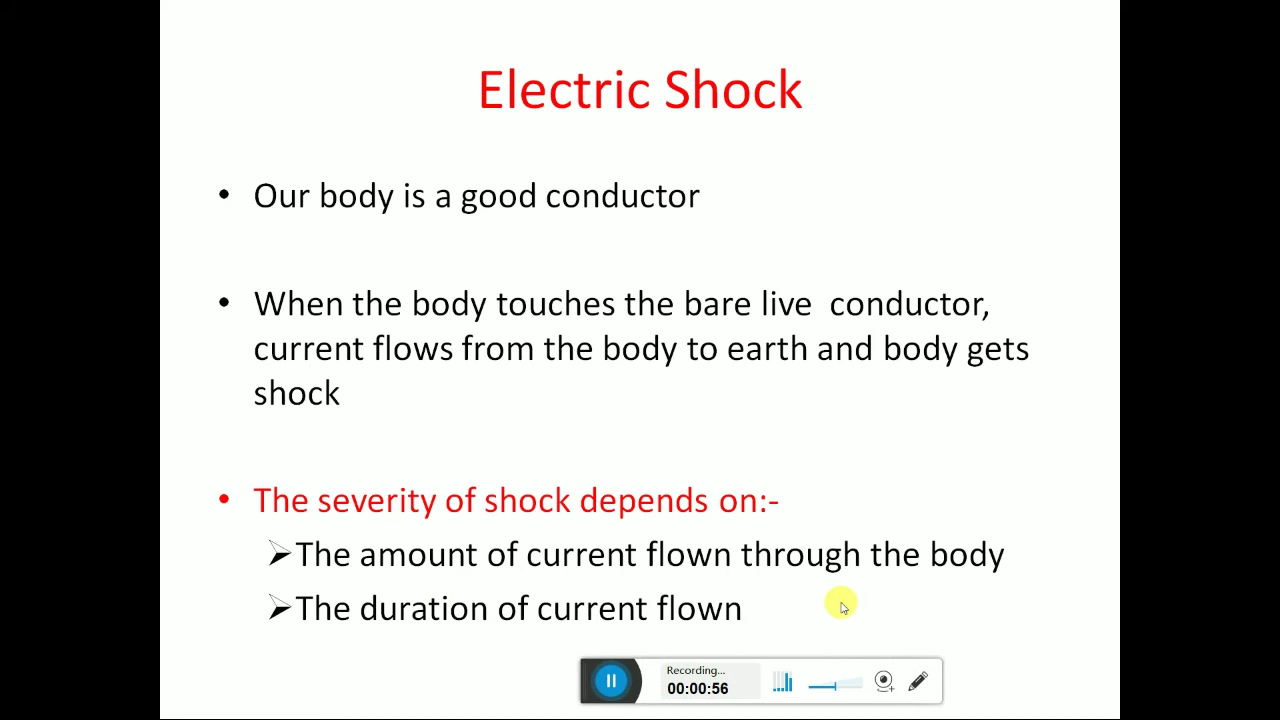 Electric Shock
• Our body is a good conductor
• When the body touches the bare live  conductor,
current flows from the body to earth and body gets
shock
• The severity of shock depends on:-
➢The amount of current flown through the body
➢The duration of current flown
Recording...
00:00:56